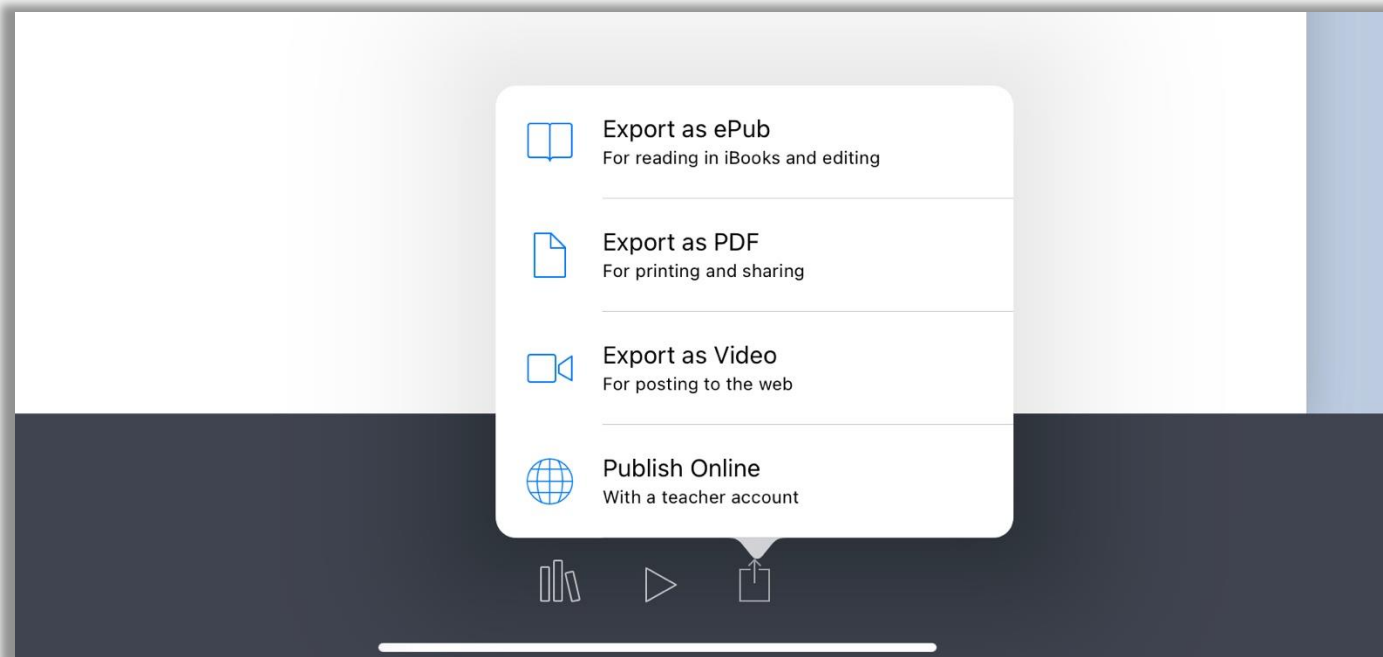 Export as ePub
For reading in iBooks and editing
Export as PDF
For printing and sharing
Export as Video
For posting to the web
Publish Online
With a teacher account